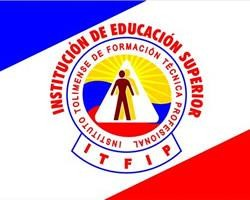 INSTITUCIÓN DE EDUCACIÓN SUPERIOR
INSTITUTO TOLIMENSE DE FORMACIÓN TÉCNICA PROFESIONAL
ITFIP